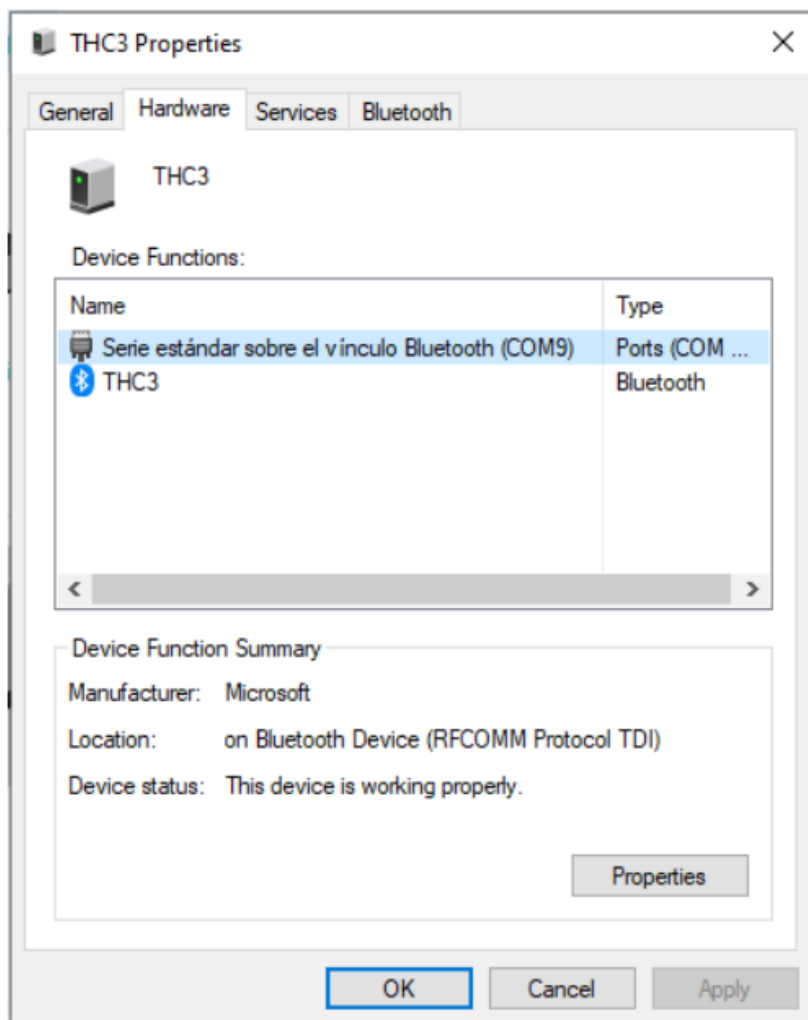 THC3 Properties
General Hardware Services Bluetooth
THC3
Device Functions:
Name Type
Serie estándar sobre el vínculo Bluetooth (COM9) Ports (COM ...
THC3 Bluetooth
Device Function Summary
Manufacturer: Microsoft
Location: on Bluetooth Device (RFCOMM Protocol TDI)
Device status: This device is working properly.
Properties
OK Cancel Apply